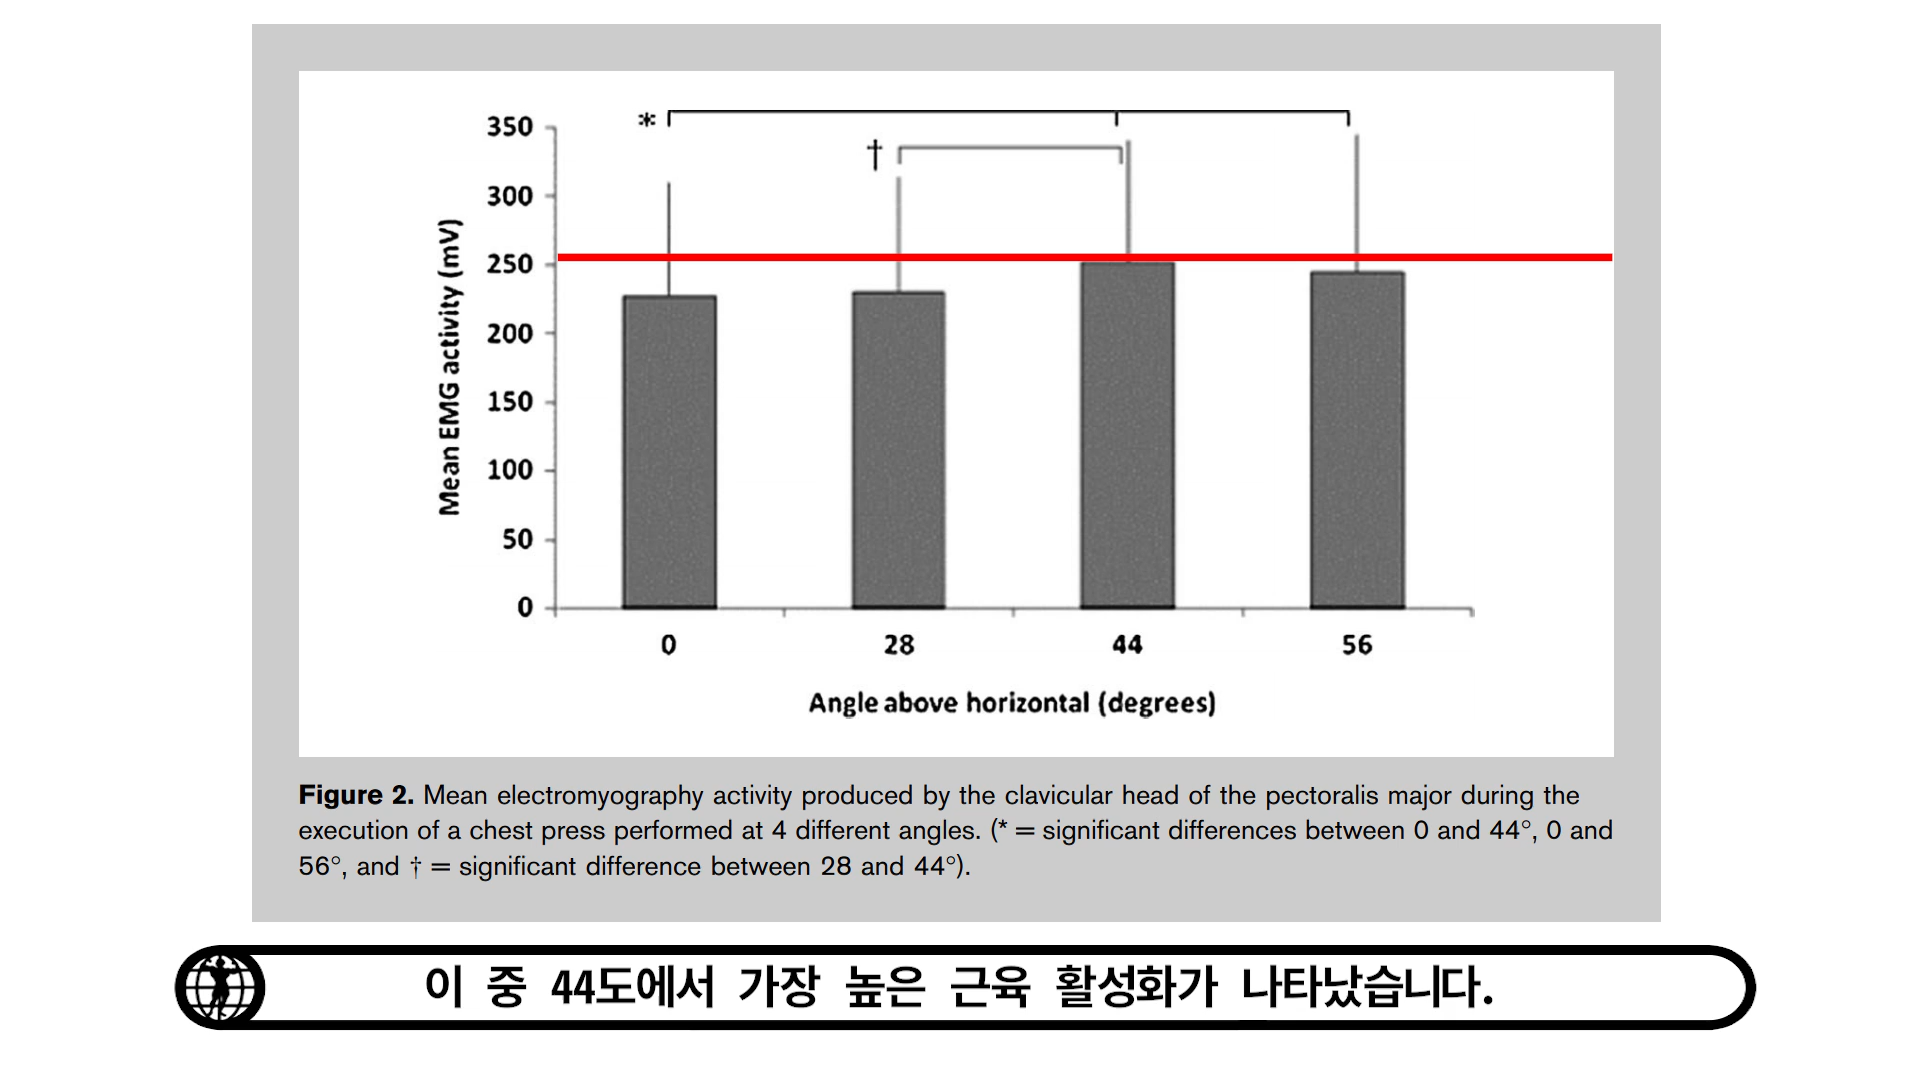 *
†
350
300
250
200
150
100
50
0
Mean EMG activity (mV)
0 28 44 56
Angle above horizontal (degrees)
Figure 2. Mean electromyography activity produced by the clavicular head of the pectoralis major during the
execution of a chest press performed at 4 different angles. (* = significant differences between 0 and 44°, 0 and
56°, and † = significant difference between 28 and 44°).
이 중 44도에서 가장 높은 근육 활성화가 나타났습니다.